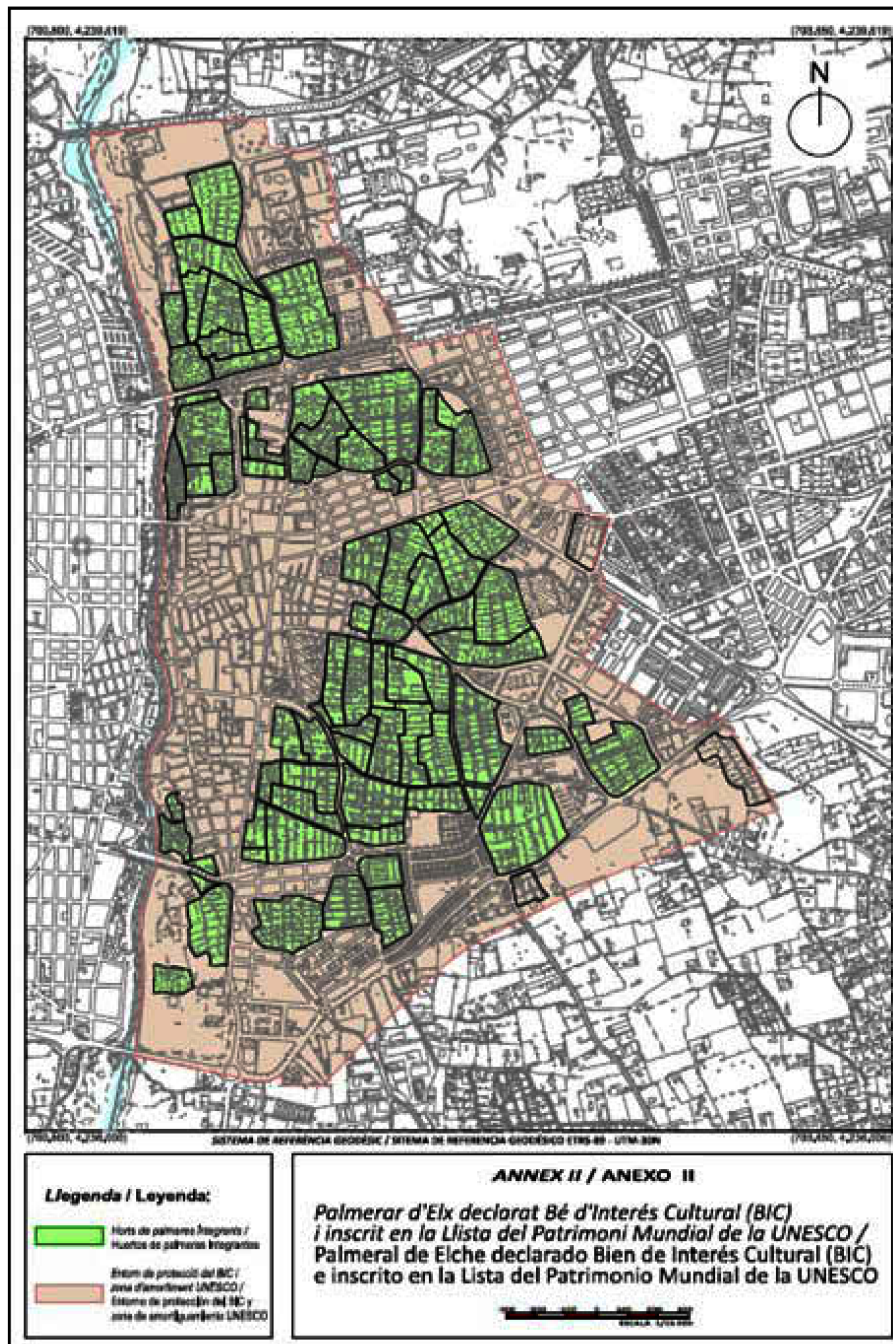 N
SISTEMA DE REFERÈNCIA GEODÈSIC / SITEMA DE REFERENCIA GEODÉSICO ETRS-89 - UTM-30N
ANNEX II / ANEXO II
Llegenda / Leyenda:
Horts de palmeres integrants /
Huertos de palmeras integrantes
Entorn de protecció del BIC /
zona d'amortiment UNESCO /
Entorno de protección del BIC y
zona de amortiguamiento UNESCO
Palmerar d'Elx declarat Bé d'Interés Cultural (BIC)
i inscrit en la Llista del Patrimoni Mundial de la UNESCO /
Palmeral de Elche declarado Bien de Interés Cultural (BIC)
e inscrito en la Lista del Patrimonio Mundial de la UNESCO
ESCALA